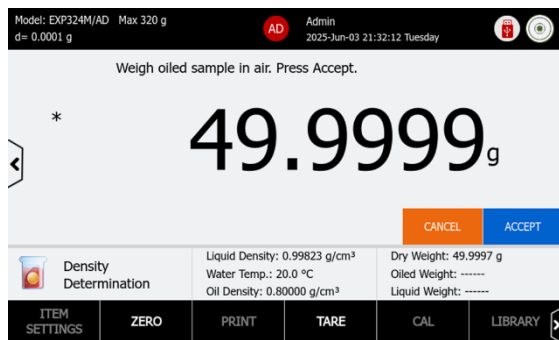 Model: EXP324M/AD Max 320 g
d= 0.0001 g
AD
Admin
2025-Jun-03 21:32:12 Tuesday
Weigh oiled sample in air. Press Accept.
* 49.9999 g
CANCEL ACCEPT
Density
Determination
Liquid Density: 0.99823 g/cm³
Water Temp.: 20.0 °C
Oil Density: 0.80000 g/cm³
Dry Weight: 49.9997 g
Oiled Weight: ------
Liquid Weight: ------
ITEM
SETTINGS
ZERO
PRINT
TARE
CAL
LIBRARY